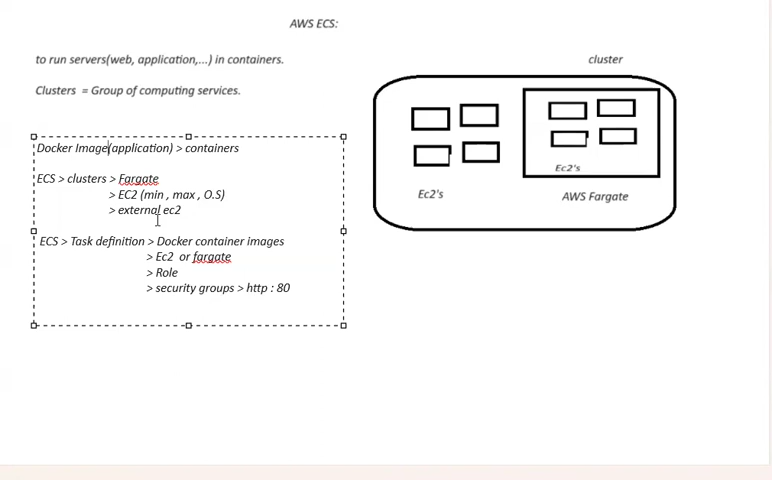 AWS ECS:
to run servers(web, application,...) in containers.
Clusters = Group of computing services.
Docker Image(application) > containers
ECS > clusters > Fargate
> EC2 (min , max , O.S)
> external ec2
ECS > Task definition > Docker container images
> Ec2 or fargate
> Role
> security groups > http : 80
cluster
Ec2's
Ec2's
AWS Fargate